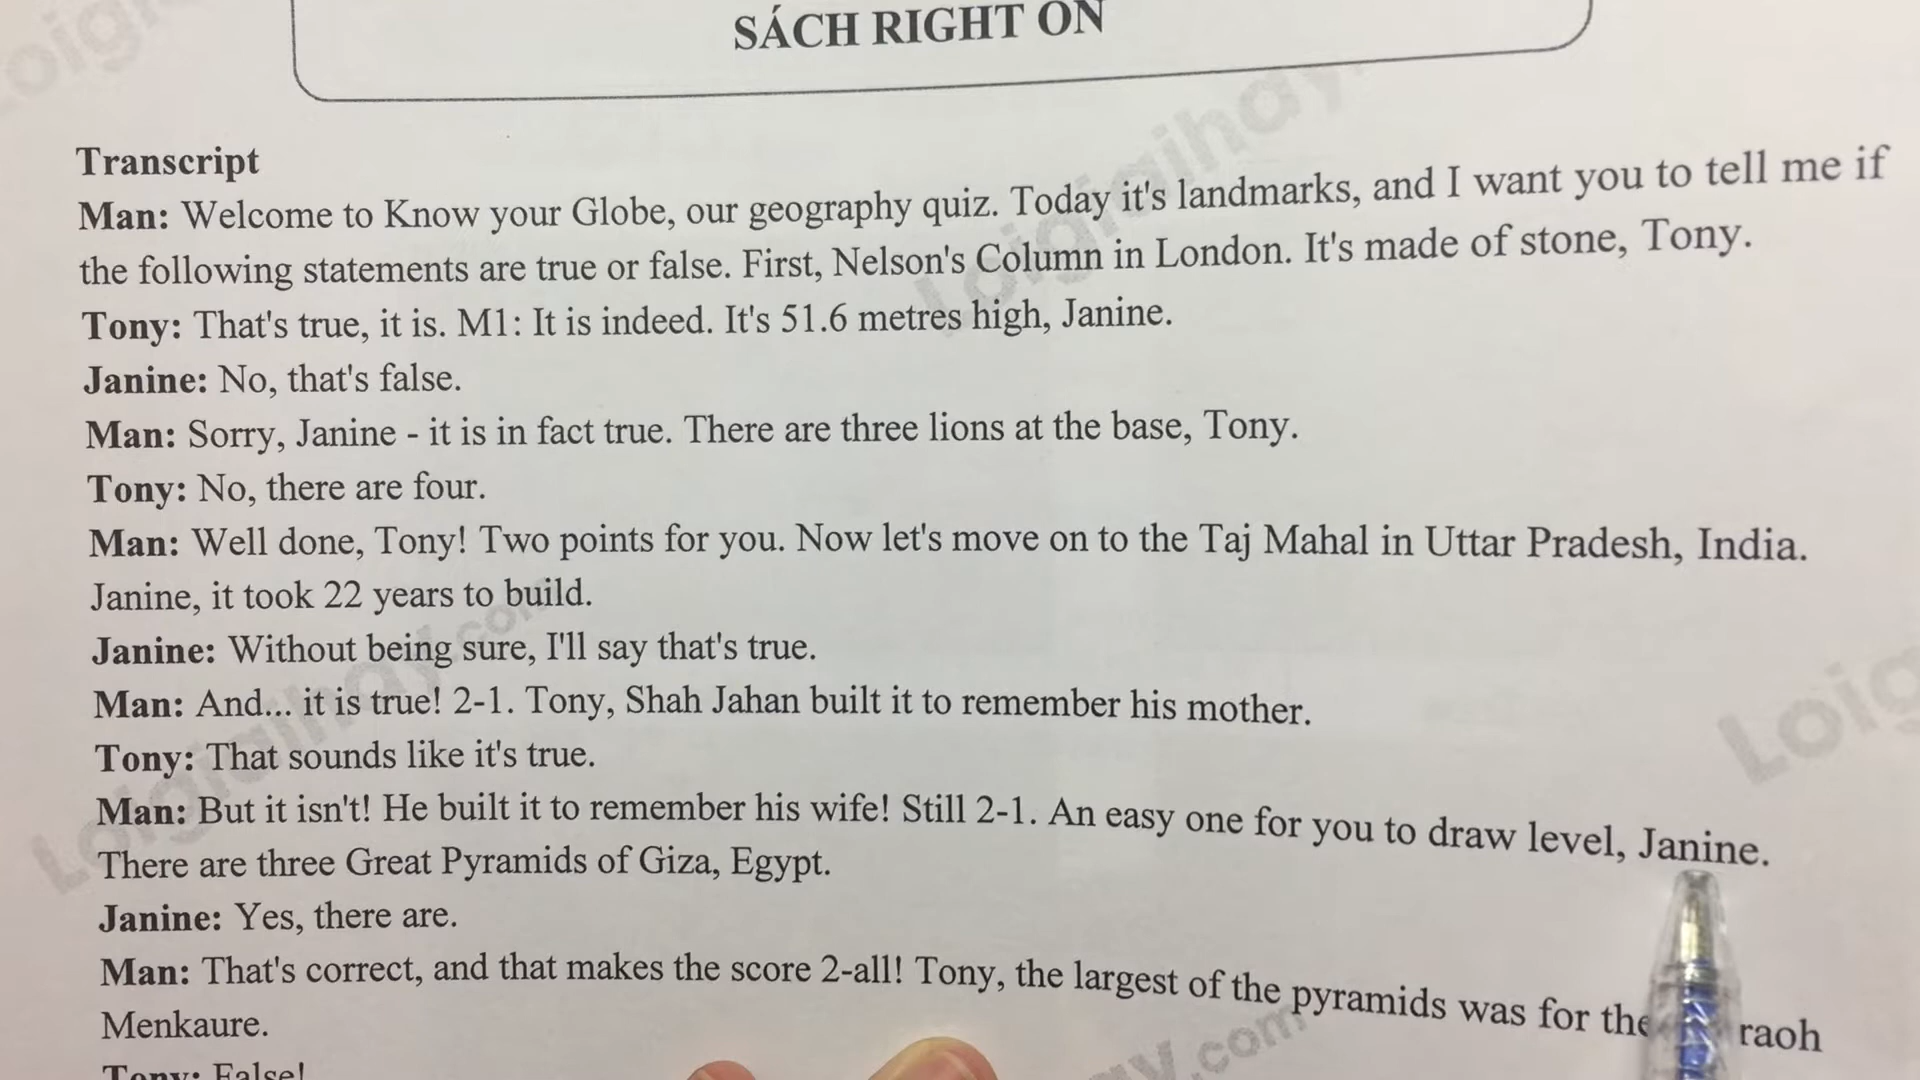 SÁCH RIGHT ON
Transcript
Man: Welcome to Know your Globe, our geography quiz. Today it's landmarks, and I want you to tell me if
the following statements are true or false. First, Nelson's Column in London. It's made of stone, Tony.
Tony: That's true, it is. M1: It is indeed. It's 51.6 metres high, Janine.
Janine: No, that's false.
Man: Sorry, Janine - it is in fact true. There are three lions at the base, Tony.
Tony: No, there are four.
Man: Well done, Tony! Two points for you. Now let's move on to the Taj Mahal in Uttar Pradesh, India.
Janine, it took 22 years to build.
Janine: Without being sure, I'll say that's true.
Man: And... it is true! 2-1. Tony, Shah Jahan built it to remember his mother.
Tony: That sounds like it's true.
Man: But it isn't! He built it to remember his wife! Still 2-1. An easy one for you to draw level, Janine.
There are three Great Pyramids of Giza, Egypt.
Janine: Yes, there are.
Man: That's correct, and that makes the score 2-all! Tony, the largest of the pyramids was for the raoh
Menkaure.
Tony: False!